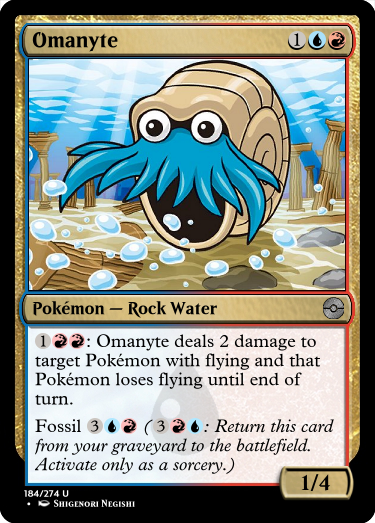 Omanyte 1
Pokémon — Rock Water
1: Omanyte deals 2 damage to
target Pokémon with flying and that
Pokémon loses flying until end of
turn.
Fossil 3 ( 3 : Return this card
from your graveyard to the battlefield.
Activate only as a sorcery.)
1/4
184/274 U
• Shigenori Negishi